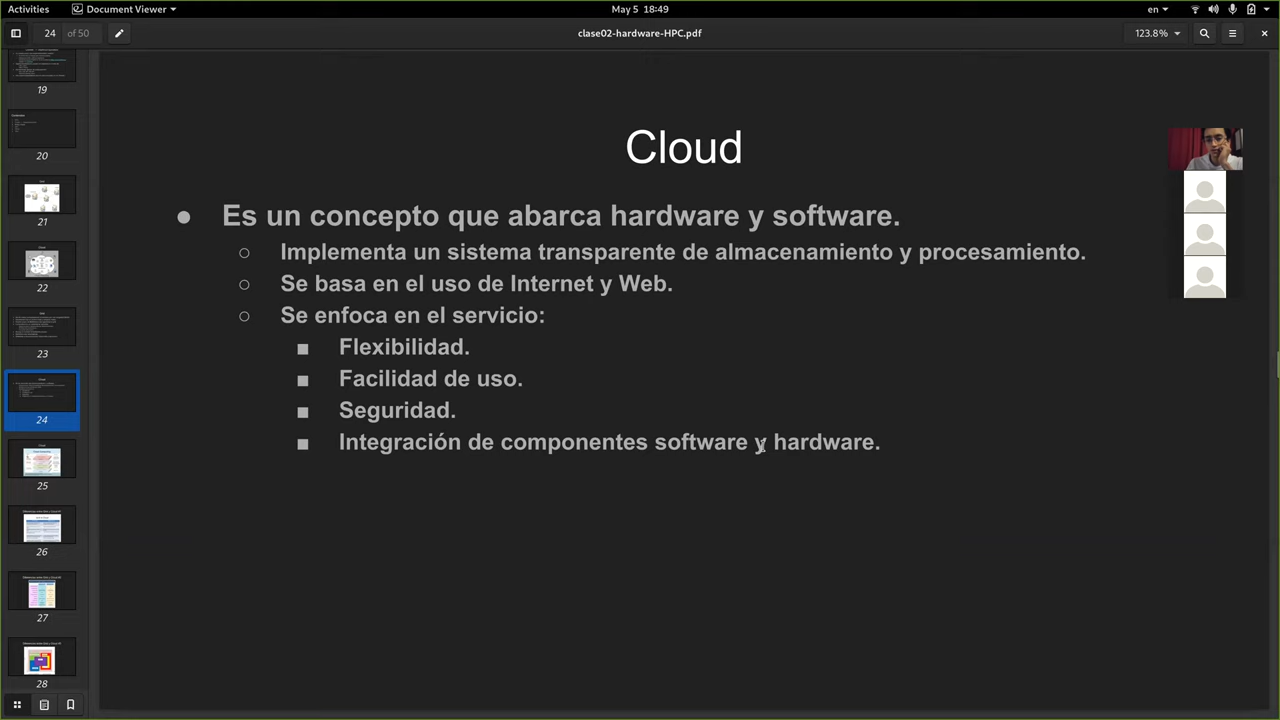 Activities
Document Viewer
May 5 18:49
en
24 of 50
clase02-hardware-HPC.pdf
123.8%
19
20
21
22
23
24
25
26
27
28
Cloud
Es un concepto que abarca hardware y software.
Implementa un sistema transparente de almacenamiento y procesamiento.
Se basa en el uso de Internet y Web.
Se enfoca en el servicio:
Flexibilidad.
Facilidad de uso.
Seguridad.
Integración de componentes software y hardware.